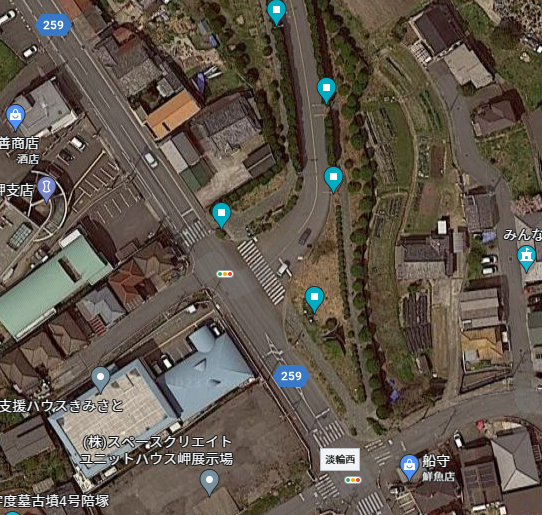 259
善商店
酒店
岬支店
みんな
259
支援ハウスきみさと
(株)スペースクリエイト
ユニットハウス岬展示場
淡輪西
船守
鮮魚店
宇度墓古墳4号陪塚